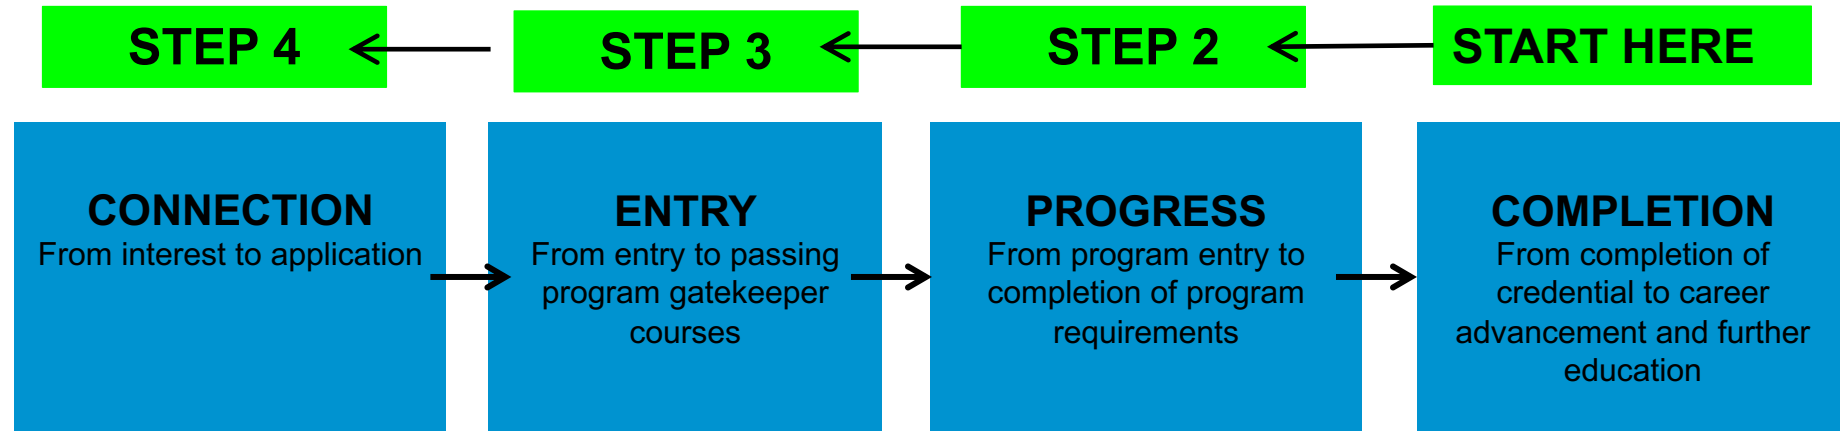 STEP 4
STEP 3
STEP 2
START HERE
CONNECTION
From interest to application
ENTRY
From entry to passing
program gatekeeper
courses
PROGRESS
From program entry to
completion of program
requirements
COMPLETION
From completion of
credential to career
advancement and further
education